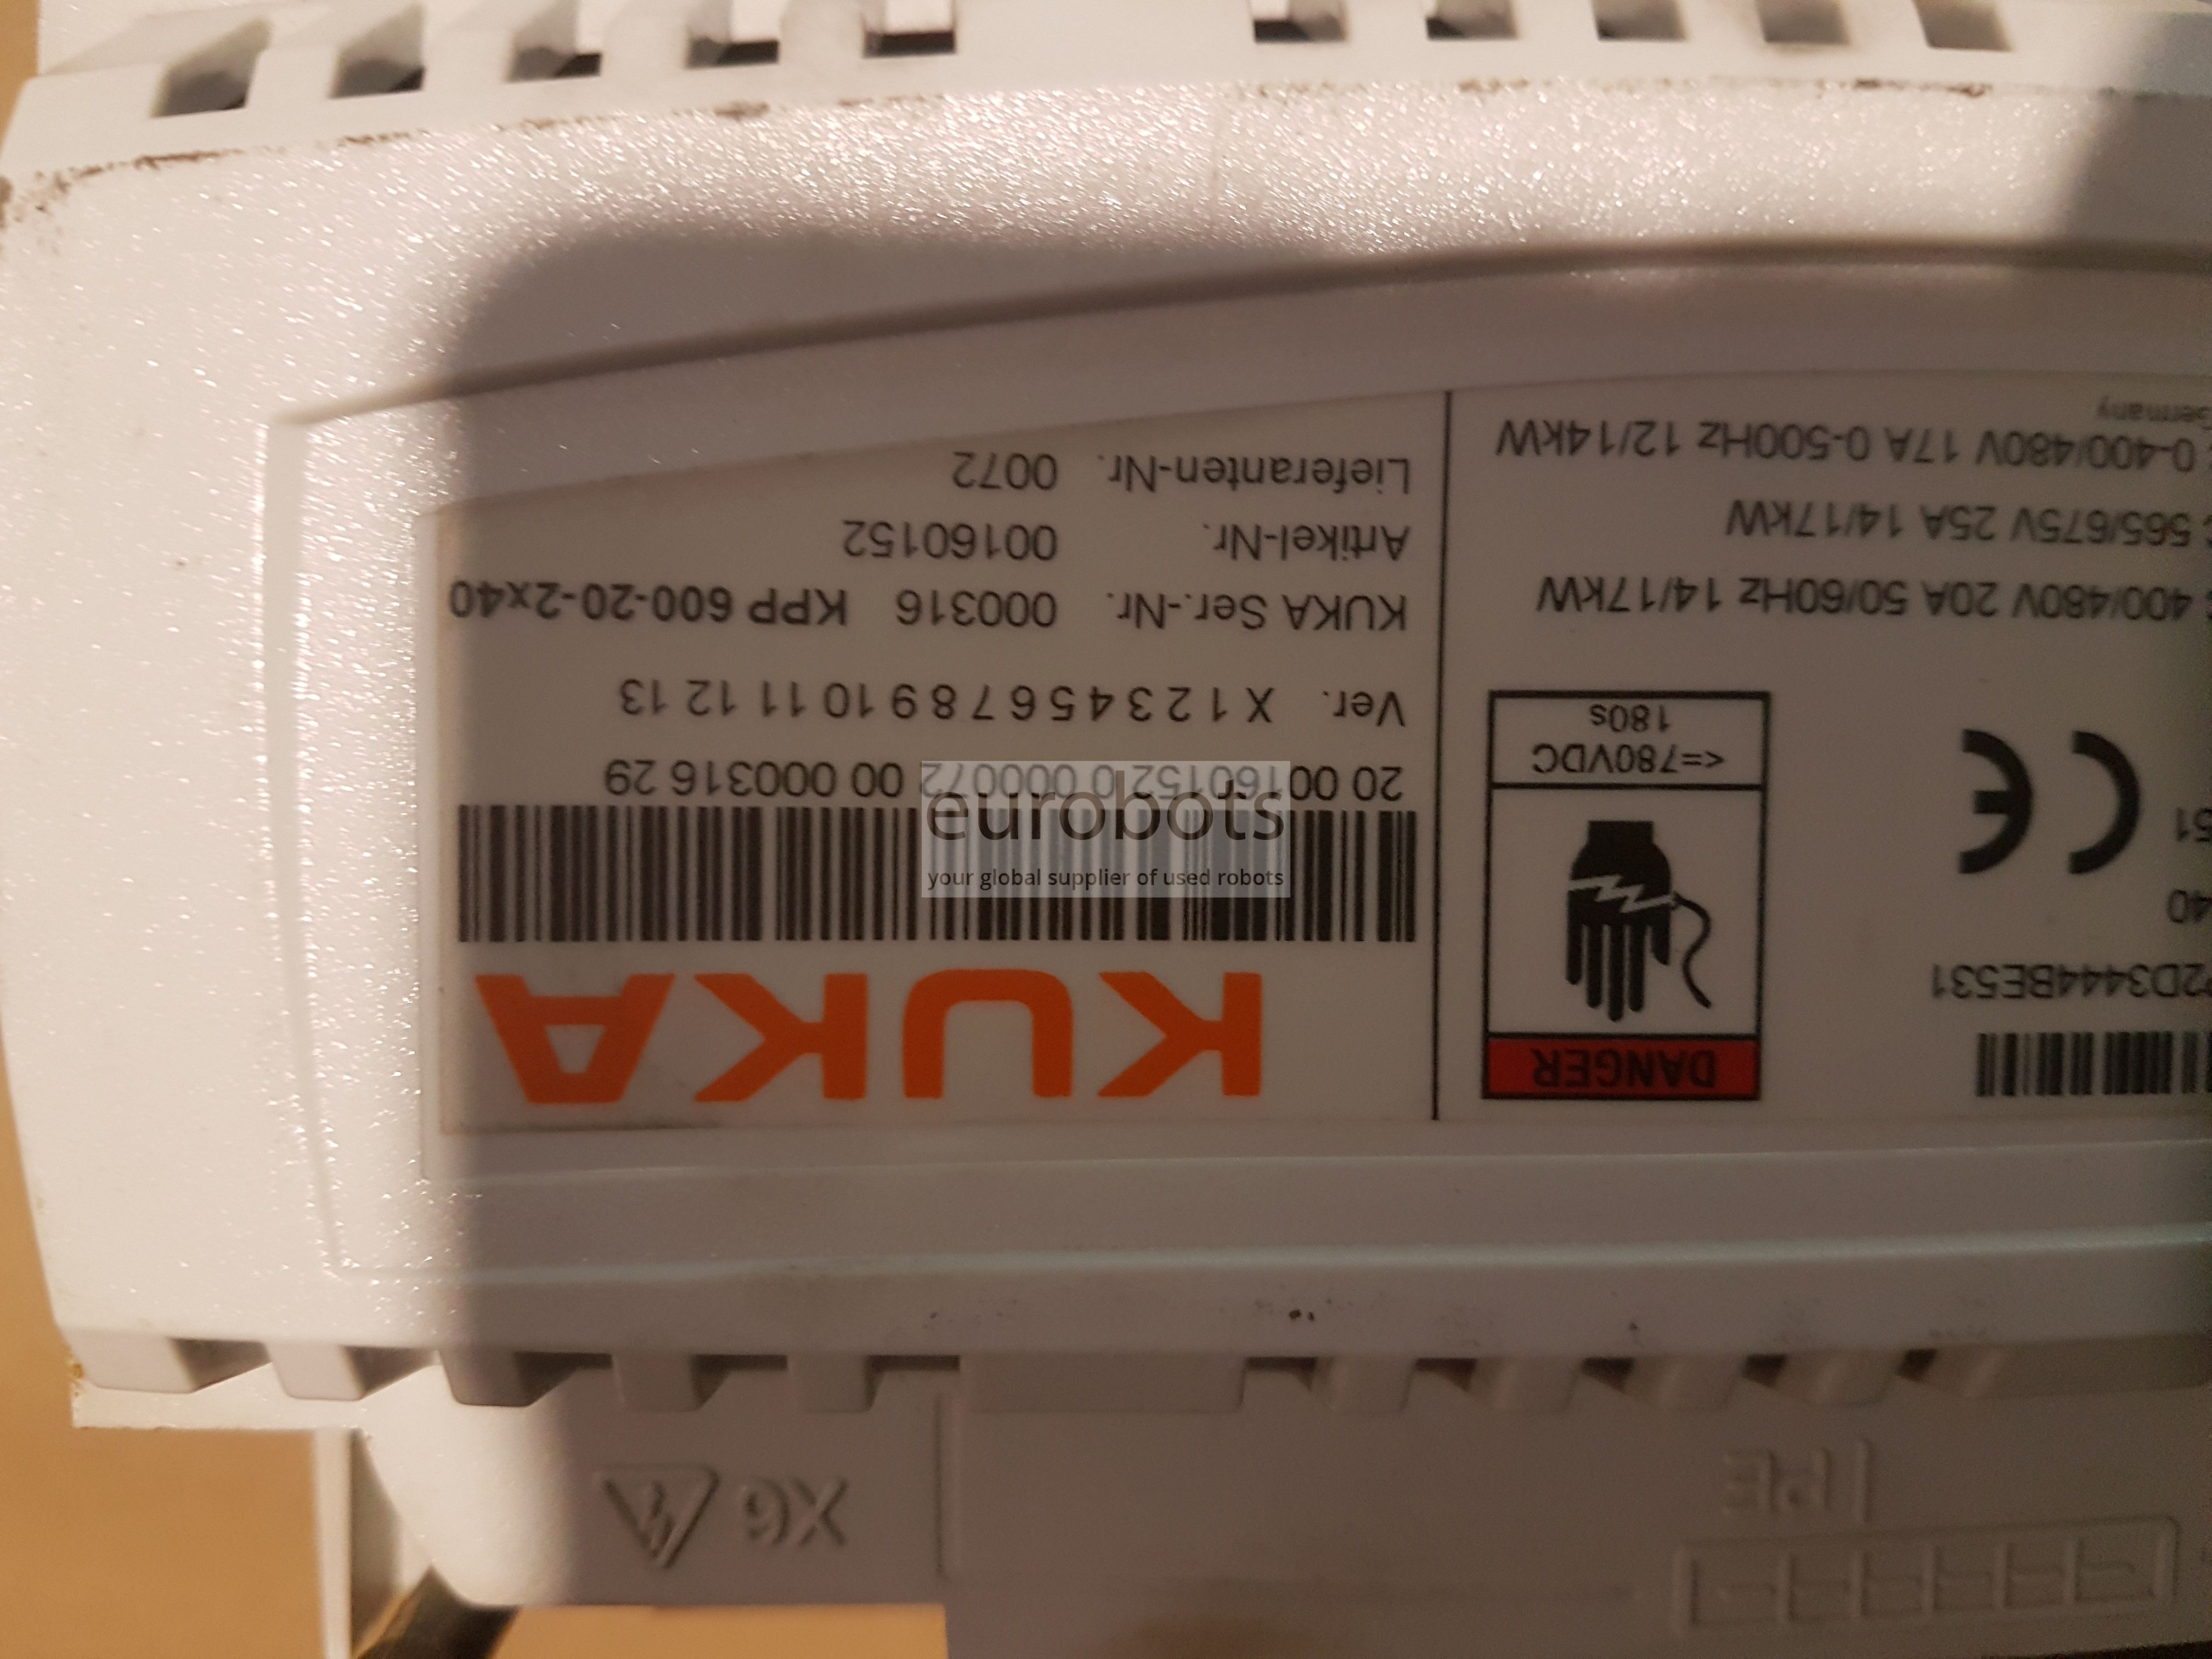 KUKA
20 00160152 0 000072 00 000316 29
Ver. X 1 2 3 4 5 6 7 8 9 10 11 12 13
KUKA Ser.-Nr. 000316 KPP 600-20-2x40
Artikel-Nr. 00160152
Lieferanten-Nr. 0072
DANGER
<=780VDC
180s
2D3444BE531
40
51
CE
400/480V 20A 50/60Hz 14/17kW
565/675V 25A 14/17kW
0-400/480V 17A 0-500Hz 12/14kW
Germany
X6
PE
eurobots
your global supplier of used robots